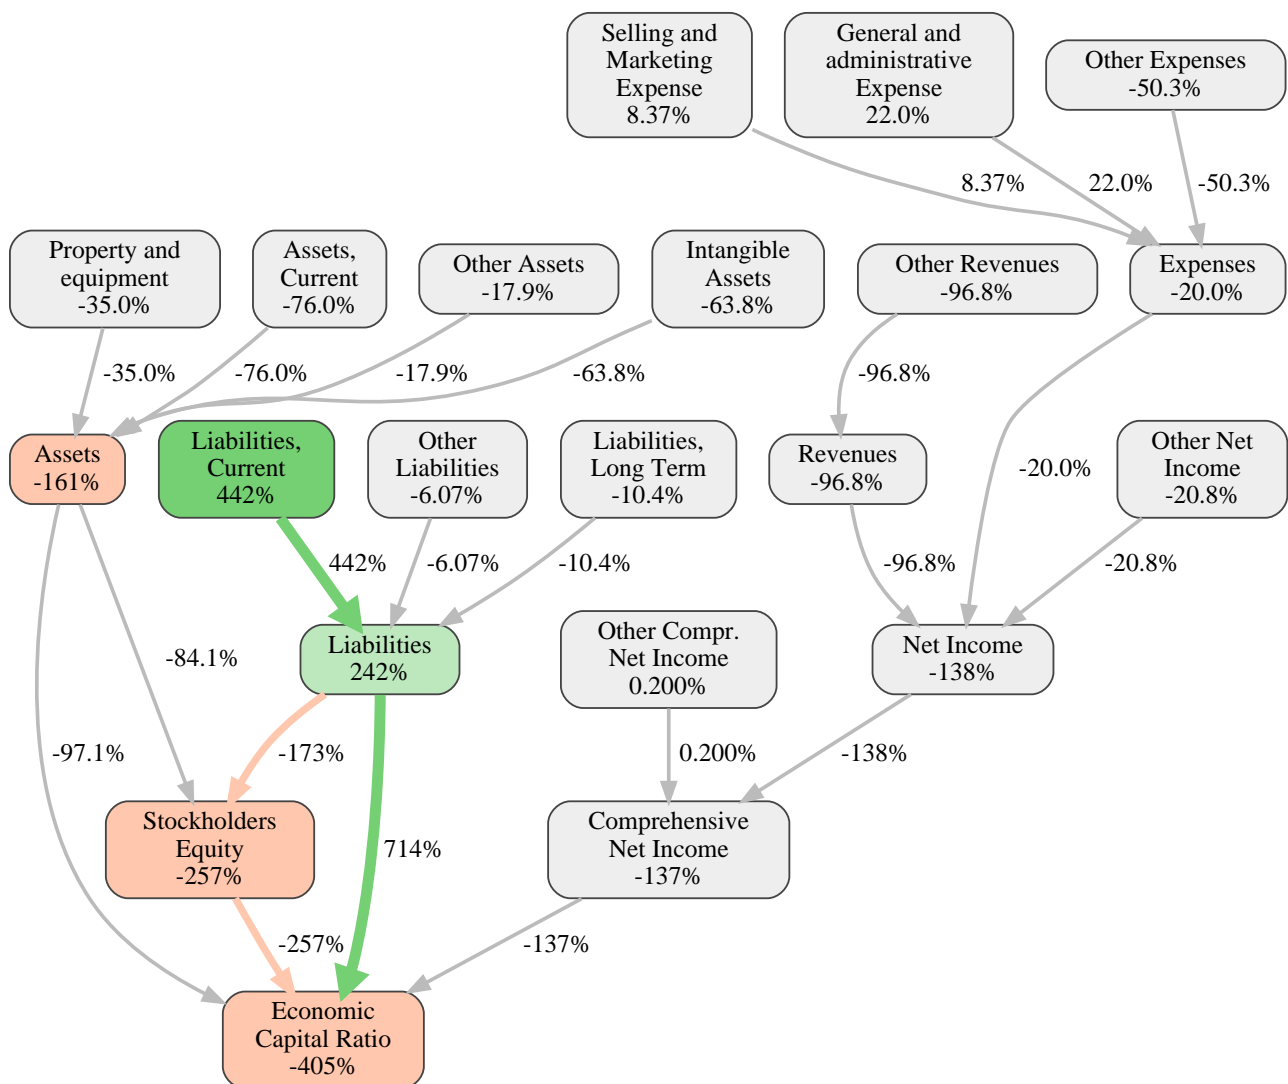 Selling and
Marketing
Expense
8.37%
General and
administrative
Expense
22.0%
Other Expenses
-50.3%
8.37%
22.0%
-50.3%
Property and
equipment
-35.0%
Assets,
Current
-76.0%
Other Assets
-17.9%
Intangible
Assets
-63.8%
Other Revenues
-96.8%
Expenses
-20.0%
-35.0%
-76.0%
-17.9%
-63.8%
-96.8%
Assets
-161%
Liabilities,
Current
442%
Other
Liabilities
-6.07%
Liabilities,
Long Term
-10.4%
Revenues
-96.8%
-20.0%
Other Net
Income
-20.8%
442%
-6.07%
-10.4%
-96.8%
-20.8%
-84.1%
Liabilities
242%
Other Compr.
Net Income
0.200%
Net Income
-138%
-97.1%
-173%
0.200%
-138%
Stockholders
Equity
-257%
714%
Comprehensive
Net Income
-137%
-257%
-137%
Economic
Capital Ratio
-405%